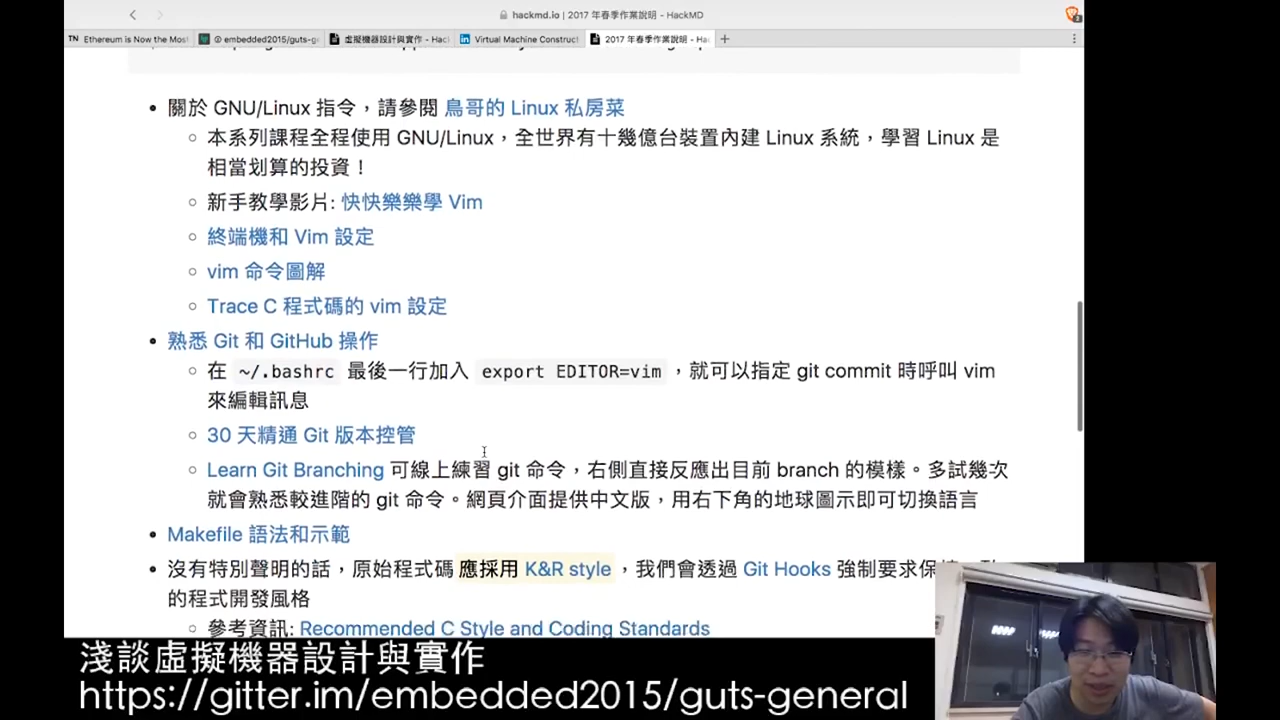 hackmd.io | 2017 年春季作業說明 - HackMD
Ethereum is Now the Mos
embedded2015/guts-g
虛擬機器設計與實作 - Hac
Virtual Machine Construct
2017 年春季作業說明 - Ha
關於 GNU/Linux 指令，請參閱 鳥哥的 Linux 私房菜
本系列課程全程使用 GNU/Linux，全世界有十幾億台裝置內建 Linux 系統，學習 Linux 是
相當划算的投資！
新手教學影片: 快快樂樂學 Vim
終端機和 Vim 設定
vim 命令圖解
Trace C 程式碼的 vim 設定
熟悉 Git 和 GitHub 操作
在 ~/.bashrc 最後一行加入 export EDITOR=vim ，就可以指定 git commit 時呼叫 vim
來編輯訊息
30 天精通 Git 版本控管
Learn Git Branching 可線上練習 git 命令，右側直接反應出目前 branch 的模樣。多試幾次
就會熟悉較進階的 git 命令。網頁介面提供中文版，用右下角的地球圖示即可切換語言
Makefile 語法和示範
沒有特別聲明的話，原始程式碼 應採用 K&R style ，我們會透過 Git Hooks 強制要求
的程式開發風格
參考資訊: Recommended C Style and Coding Standards
淺談虛擬機器設計與實作
https://gitter.im/embedded2015/guts-general